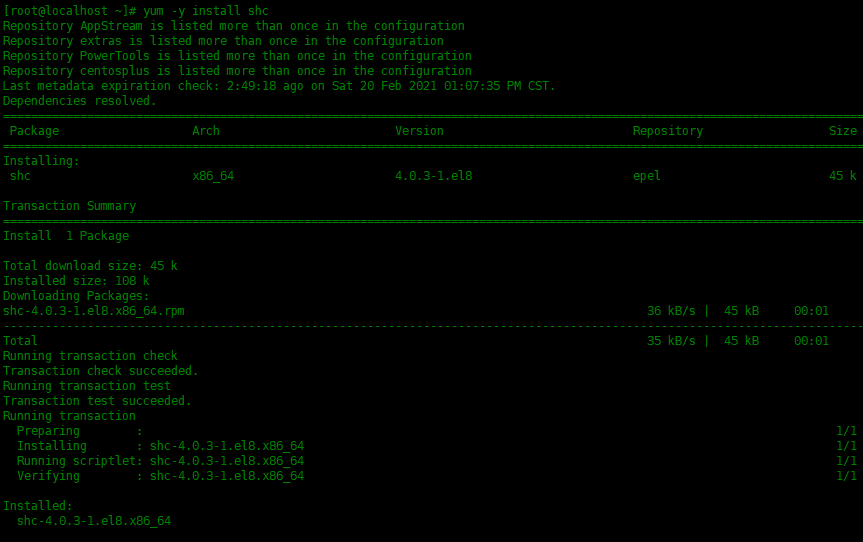 [root@localhost ~]# yum -y install shc
Repository AppStream is listed more than once in the configuration
Repository extras is listed more than once in the configuration
Repository PowerTools is listed more than once in the configuration
Repository centosplus is listed more than once in the configuration
Last metadata expiration check: 2:49:18 ago on Sat 20 Feb 2021 01:07:35 PM CST.
Dependencies resolved.
Package Arch Version Repository Size
Installing:
shc x86_64 4.0.3-1.el8 epel 45 k
Transaction Summary
Install 1 Package
Total download size: 45 k
Installed size: 108 k
Downloading Packages:
shc-4.0.3-1.el8.x86_64.rpm 36 kB/s | 45 kB 00:01
Total 35 kB/s | 45 kB 00:01
Running transaction check
Transaction check succeeded.
Running transaction test
Transaction test succeeded.
Running transaction
Preparing : 1/1
Installing : shc-4.0.3-1.el8.x86_64 1/1
Running scriptlet: shc-4.0.3-1.el8.x86_64 1/1
Verifying : shc-4.0.3-1.el8.x86_64 1/1
Installed:
shc-4.0.3-1.el8.x86_64